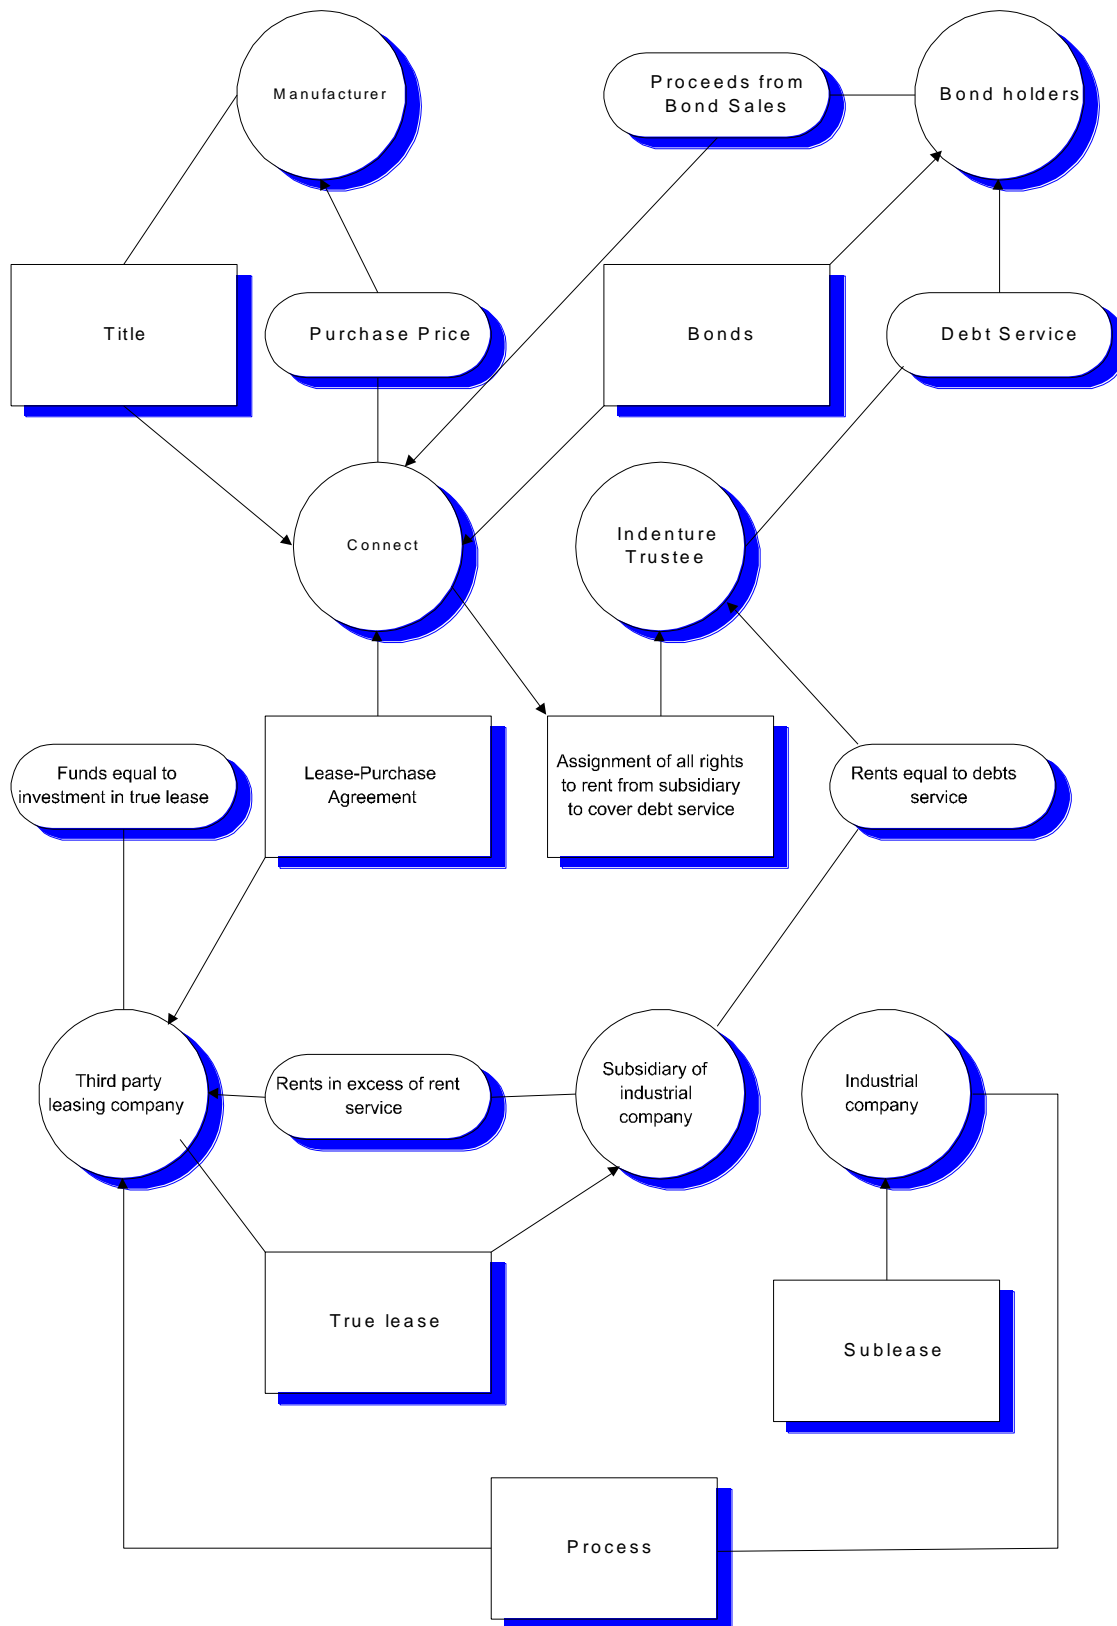 Manufacturer
Proceeds from
Bond Sales
Bond holders
Title
Purchase Price
Bonds
Debt Service
Connect
Indenture
Trustee
Funds equal to
investment in true lease
Lease-Purchase
Agreement
Assignment of all rights
to rent from subsidiary
to cover debt service
Rents equal to debts
service
Third party
leasing company
Rents in excess of rent
service
Subsidiary of
industrial
company
Industrial
company
True lease
Sublease
Process